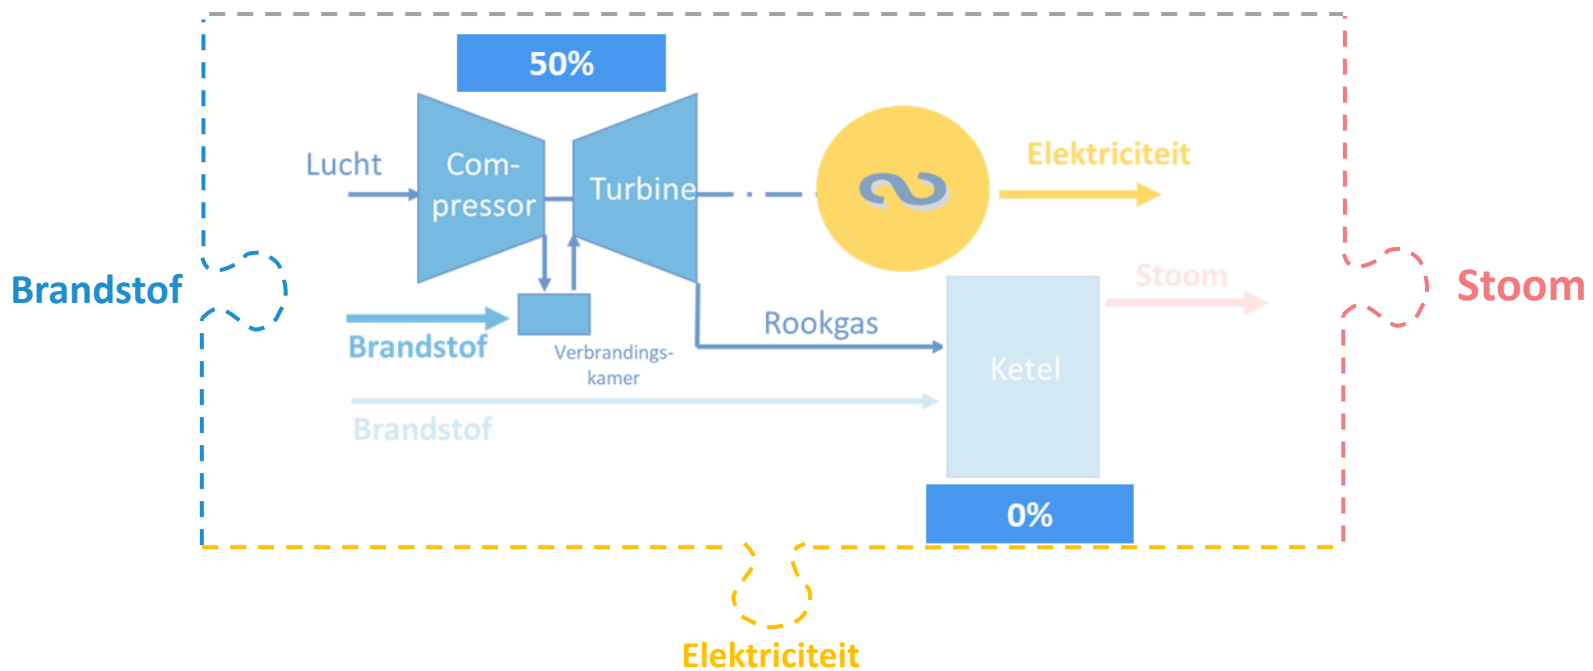 50%
Lucht
Com-
pressor
Turbine
Elektriciteit
Brandstof
Stoom
Stoom
Rookgas
Brandstof
Verbrandings-
kamer
Ketel
Brandstof
0%
Elektriciteit